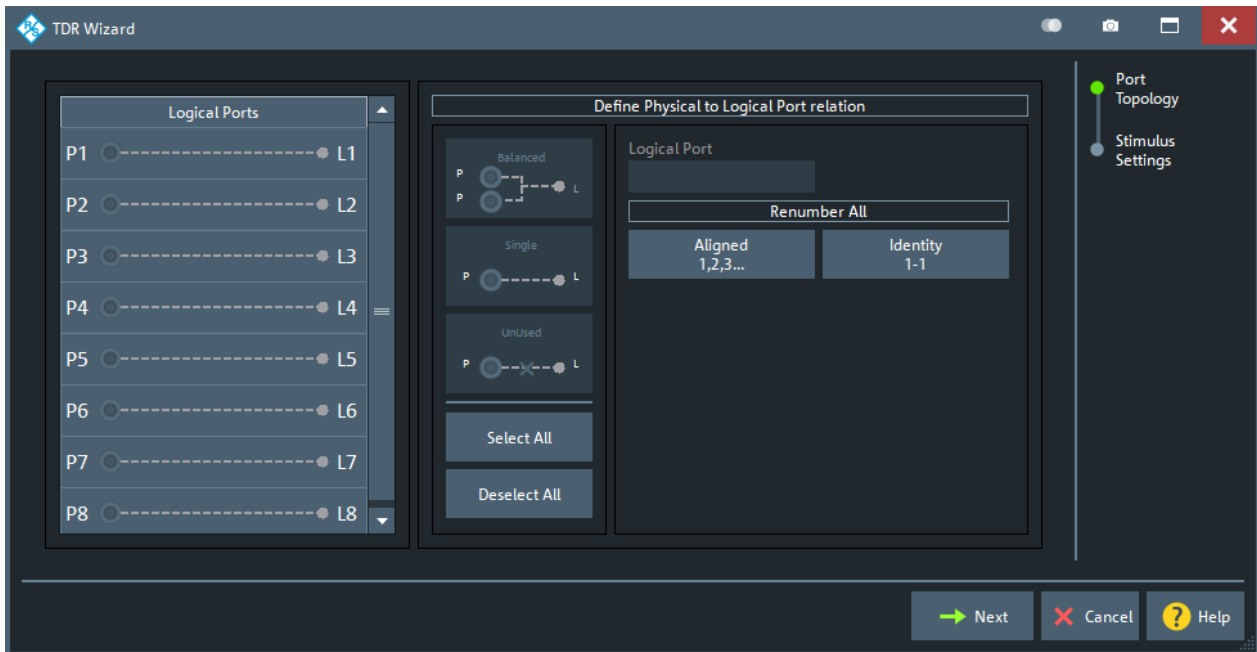 TDR Wizard
Logical Ports
P1 L1
P2 L2
P3 L3
P4 L4
P5 L5
P6 L6
P7 L7
P8 L8
Define Physical to Logical Port relation
Balanced
P
P
L
Single
P L
UnUsed
P L
Select All
Deselect All
Logical Port
Renumber All
Aligned
1,2,3...
Identity
1-1
Port
Topology
Stimulus
Settings
Next
Cancel
? Help